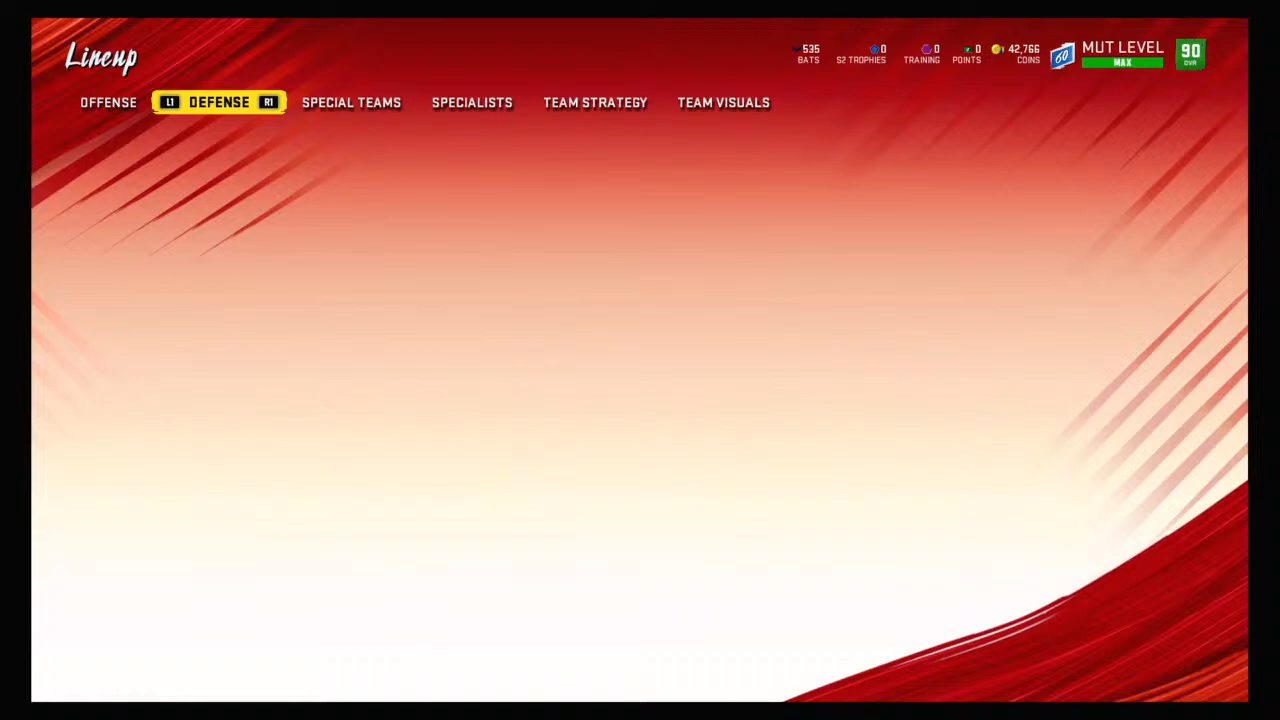 Lineup
535 BATS
0 S2 TROPHIES
0 TRAINING
0 POINTS
42,766 COINS
60
MUT LEVEL
MAX
90 OVR
OFFENSE L1 DEFENSE R1 SPECIAL TEAMS SPECIALISTS TEAM STRATEGY TEAM VISUALS